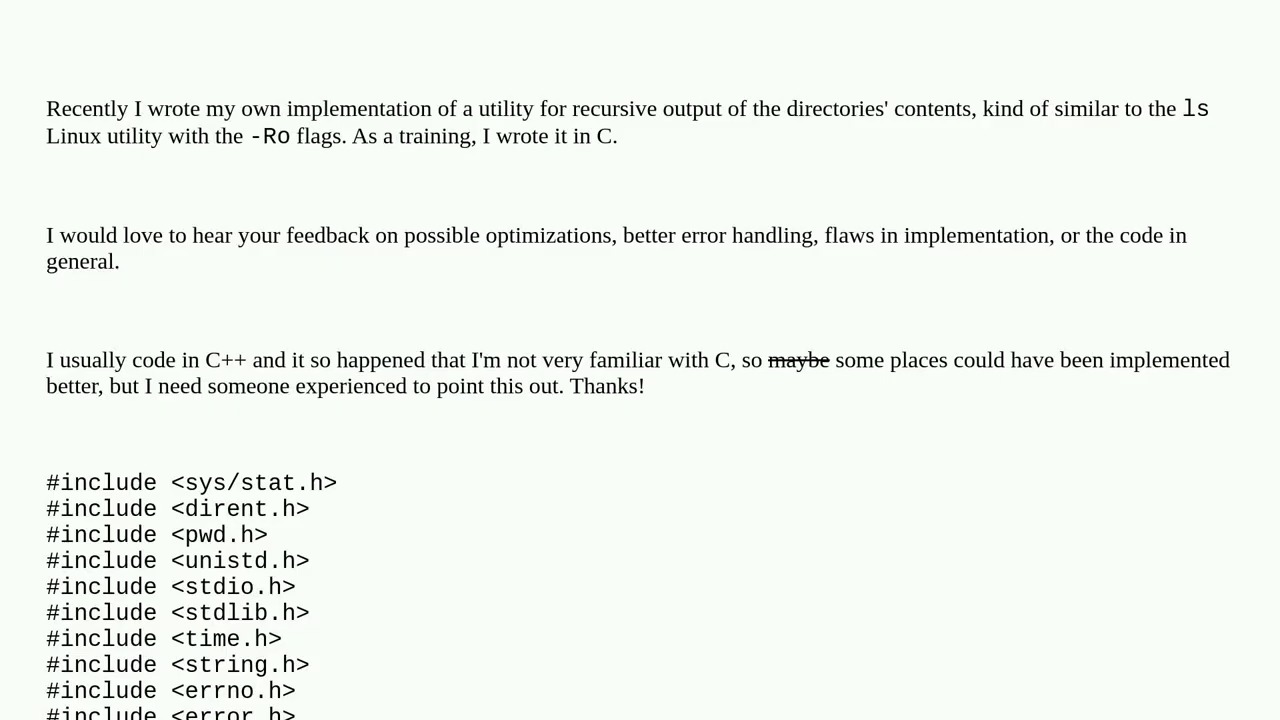 Recently I wrote my own implementation of a utility for recursive output of the directories' contents, kind of similar to the ls
Linux utility with the -Ro flags. As a training, I wrote it in C.
I would love to hear your feedback on possible optimizations, better error handling, flaws in implementation, or the code in
general.
I usually code in C++ and it so happened that I'm not very familiar with C, so maybe some places could have been implemented
better, but I need someone experienced to point this out. Thanks!
#include <sys/stat.h>
#include <dirent.h>
#include <pwd.h>
#include <unistd.h>
#include <stdio.h>
#include <stdlib.h>
#include <time.h>
#include <string.h>
#include <errno.h>
#include <error.h>